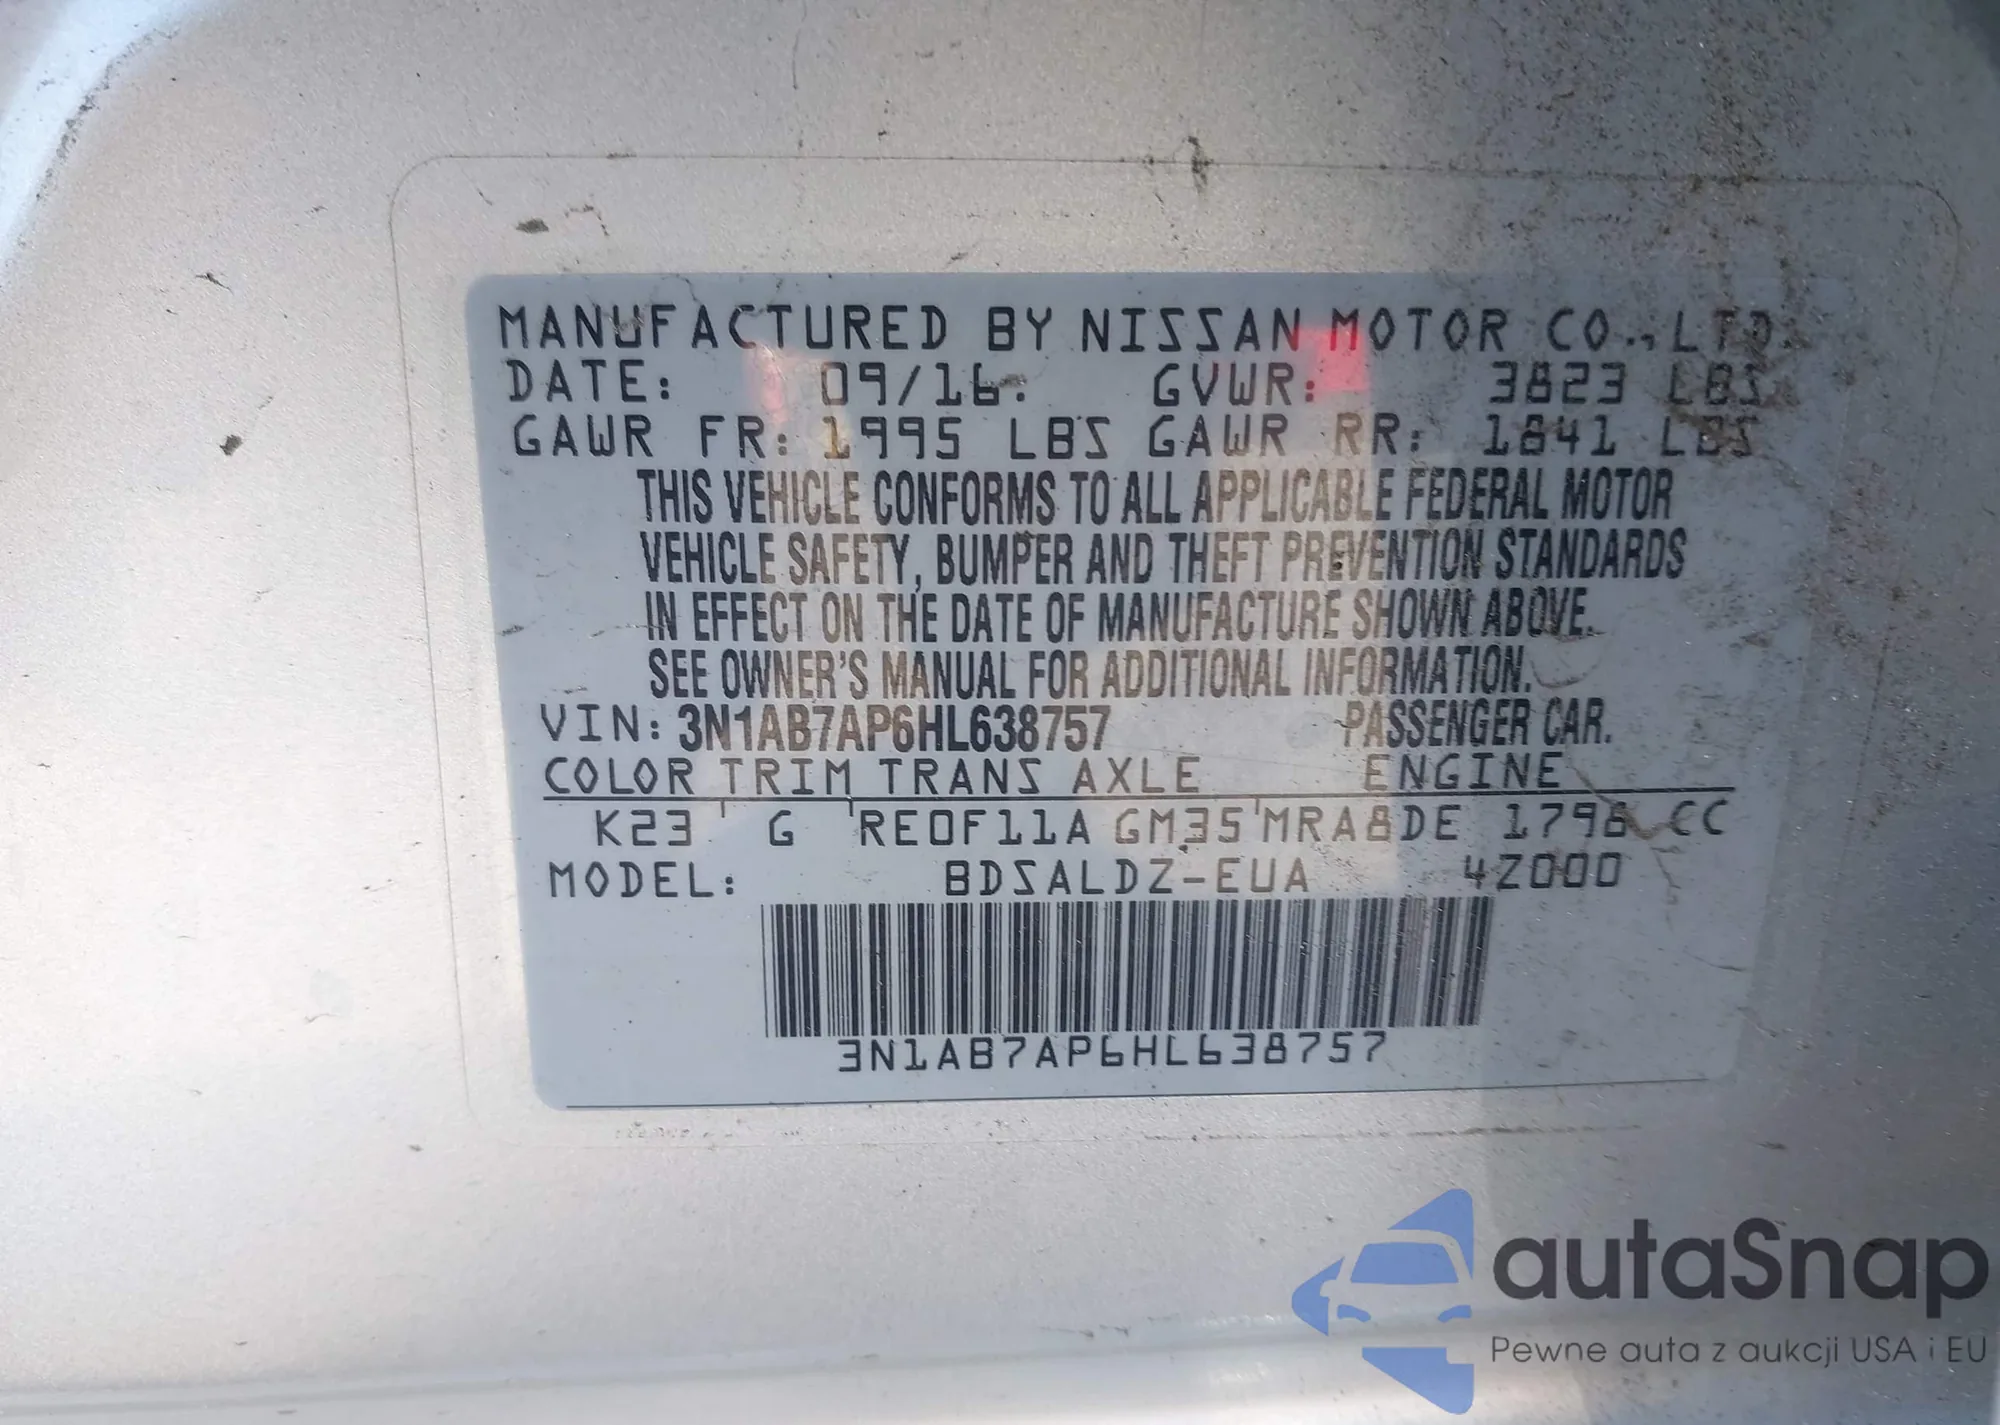 MANUFACTURED BY NISSAN MOTOR CO., LTD.
DATE: 09/16 GVWR: 3823 LBS
GAWR FR: 1995 LBS GAWR RR: 1841 LBS
THIS VEHICLE CONFORMS TO ALL APPLICABLE FEDERAL MOTOR
VEHICLE SAFETY, BUMPER AND THEFT PREVENTION STANDARDS
IN EFFECT ON THE DATE OF MANUFACTURE SHOWN ABOVE.
SEE OWNER'S MANUAL FOR ADDITIONAL INFORMATION.
VIN: 3N1AB7AP6HL638757 PASSENGER CAR.
COLOR TRIM TRANS AXLE ENGINE
K23 G RE0F11A GM35 MRA8DE 1798 CC
MODEL: BDSALDZ-EUA 4Z000
3N1AB7AP6HL638757
autaSnap
Pewne auta z aukcji USA i EU